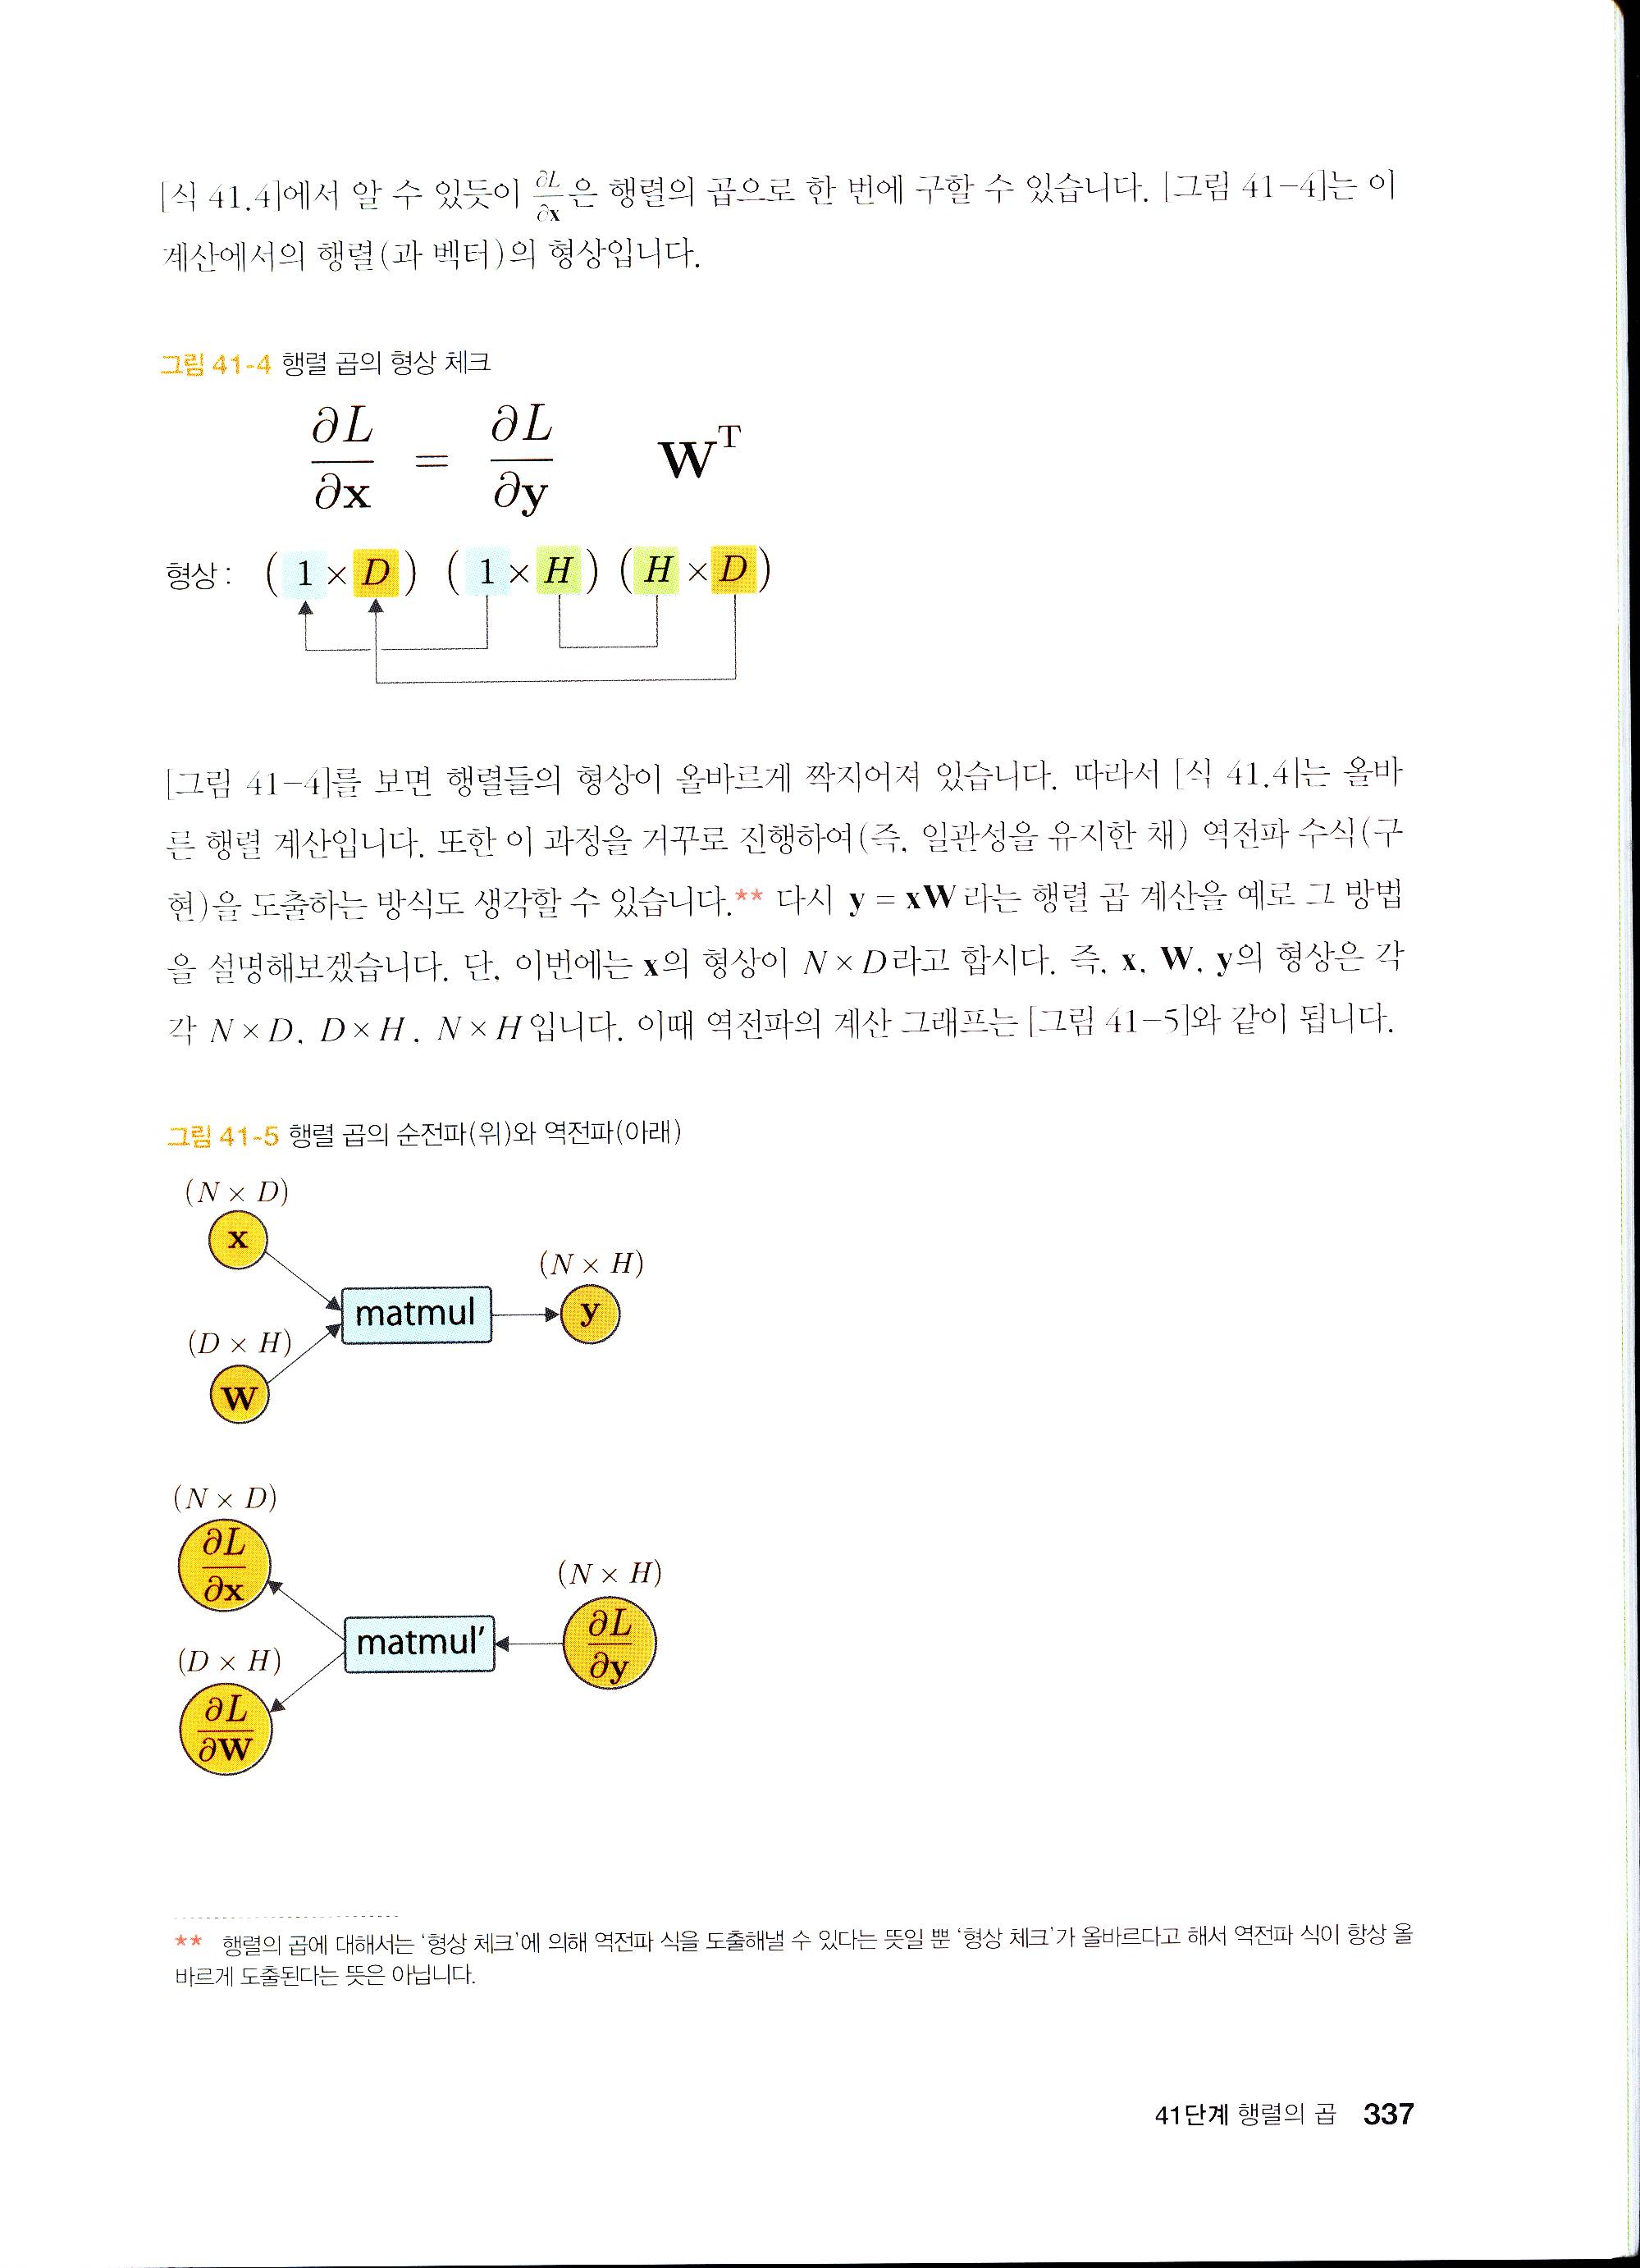 [식 41.4]에서 알 수 있듯이 ∂L/∂x은 행렬의 곱으로 한 번에 구할 수 있습니다. [그림 41-4]는 이
계산에서의 행렬(과 벡터)의 형상입니다.
그림 41-4 행렬 곱의 형상 체크
∂L/∂x = ∂L/∂y W^T
형상: (1 × D) (1 × H) (H × D)
[그림 41-4]를 보면 행렬들의 형상이 올바르게 짝지어져 있습니다. 따라서 [식 41.4]는 올바
른 행렬 계산입니다. 또한 이 과정을 거꾸로 진행하여(즉, 일관성을 유지한 채) 역전파 수식(구
현)을 도출하는 방식도 생각할 수 있습니다.** 다시 y = xW라는 행렬 곱 계산을 예로 그 방법
을 설명해보겠습니다. 단, 이번에는 x의 형상이 N×D라고 합시다. 즉, x, W, y의 형상은 각
각 N×D, D×H, N×H입니다. 이때 역전파의 계산 그래프는 [그림 41-5]와 같이 됩니다.
그림 41-5 행렬 곱의 순전파(위)와 역전파(아래)
(N × D)
x
(N × H)
matmul
y
(D × H)
W
(N × D)
∂L/∂x
(N × H)
matmul′
∂L/∂y
(D × H)
∂L/∂W
** 행렬의 곱에 대해서는 '형상 체크'에 의해 역전파 식을 도출해낼 수 있다는 뜻일 뿐 '형상 체크'가 올바르다고 해서 역전파 식이 항상 올
바르게 도출된다는 뜻은 아닙니다.
41단계 행렬의 곱 337